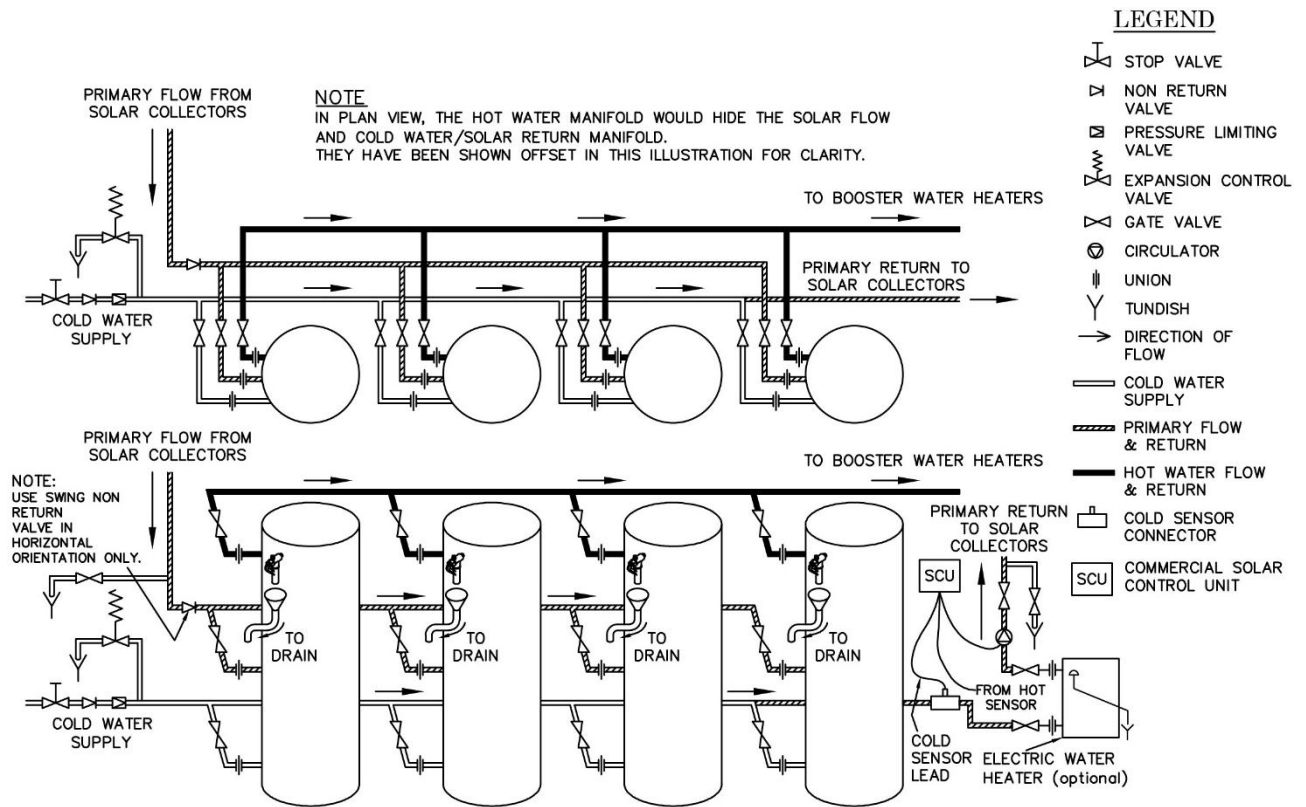 LEGEND
STOP VALVE
NON RETURN
VALVE
PRESSURE LIMITING
VALVE
EXPANSION CONTROL
VALVE
GATE VALVE
CIRCULATOR
UNION
TUNDISH
DIRECTION OF
FLOW
COLD WATER
SUPPLY
PRIMARY FLOW
& RETURN
HOT WATER FLOW
& RETURN
COLD SENSOR
CONNECTOR
SCU
COMMERCIAL SOLAR
CONTROL UNIT
PRIMARY FLOW FROM
SOLAR COLLECTORS
NOTE
IN PLAN VIEW, THE HOT WATER MANIFOLD WOULD HIDE THE SOLAR FLOW
AND COLD WATER/SOLAR RETURN MANIFOLD.
THEY HAVE BEEN SHOWN OFFSET IN THIS ILLUSTRATION FOR CLARITY.
TO BOOSTER WATER HEATERS
PRIMARY RETURN TO
SOLAR COLLECTORS
COLD WATER
SUPPLY
PRIMARY FLOW FROM
SOLAR COLLECTORS
TO BOOSTER WATER HEATERS
NOTE:
USE SWING NON
RETURN
VALVE IN
HORIZONTAL
ORIENTATION ONLY.
PRIMARY RETURN
TO SOLAR
COLLECTORS
SCU
TO
DRAIN
TO
DRAIN
TO
DRAIN
TO
DRAIN
FROM HOT
SENSOR
COLD WATER
SUPPLY
COLD
SENSOR
LEAD
ELECTRIC WATER
HEATER (optional)